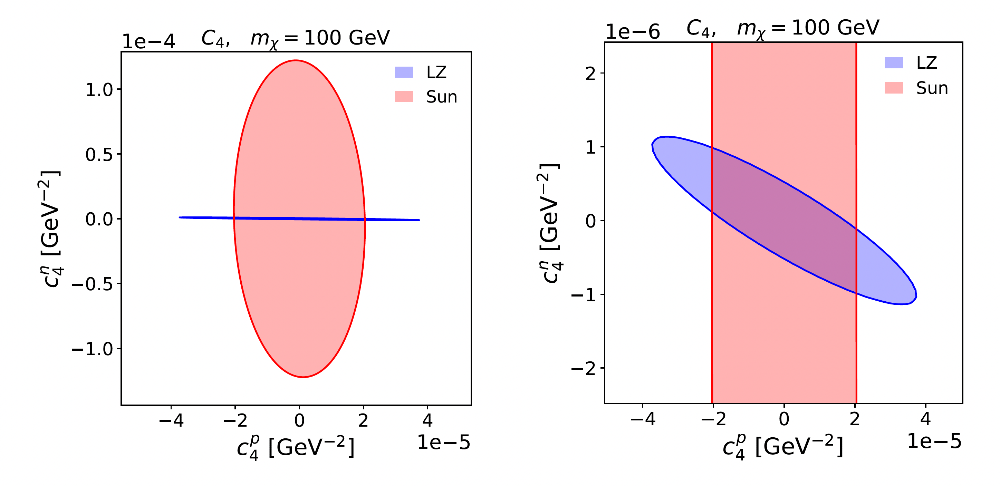 1e−4 C₄, mᵪ = 100 GeV
LZ
Sun
1.0
0.5
0.0
−0.5
−1.0
c₄ⁿ [GeV⁻²]
−4 −2 0 2 4
1e−5
c₄ᵖ [GeV⁻²]
1e−6 C₄, mᵪ = 100 GeV
LZ
Sun
2
1
0
−1
−2
c₄ⁿ [GeV⁻²]
−4 −2 0 2 4
1e−5
c₄ᵖ [GeV⁻²]